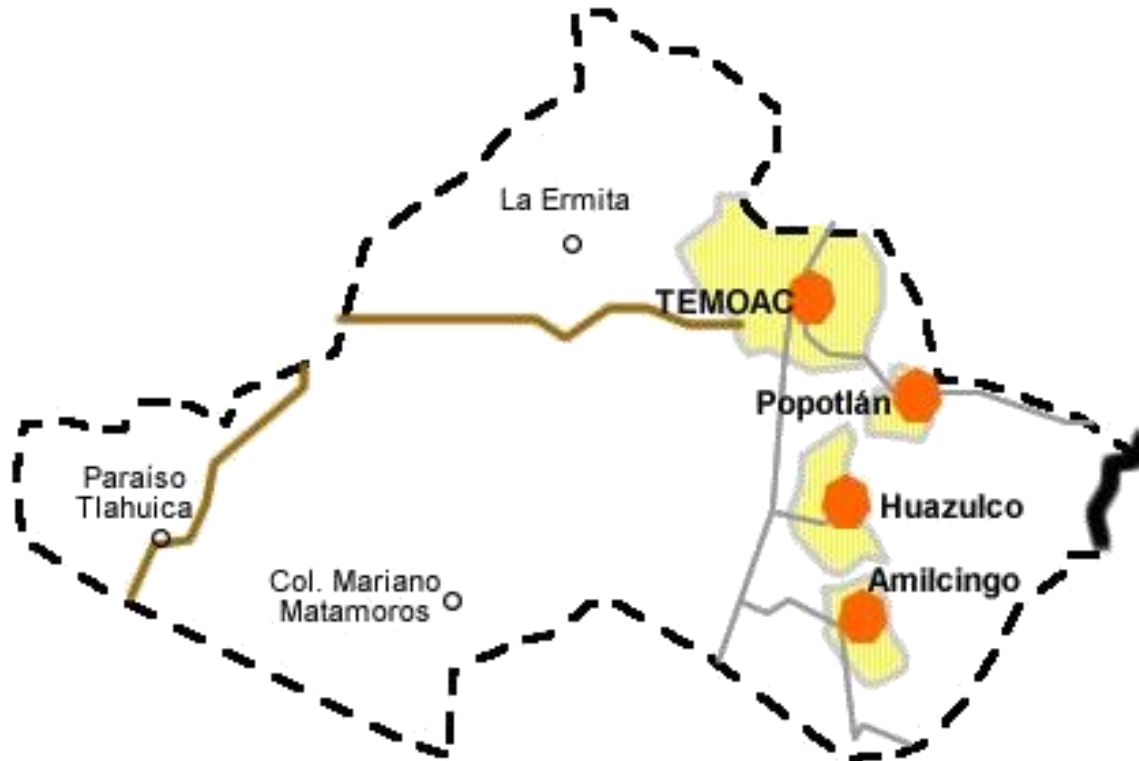 La Ermita
TEMOAC
Popotlán
Paraiso
Tlahuica
Huazulco
Col. Mariano
Matamoros
Amilcingo